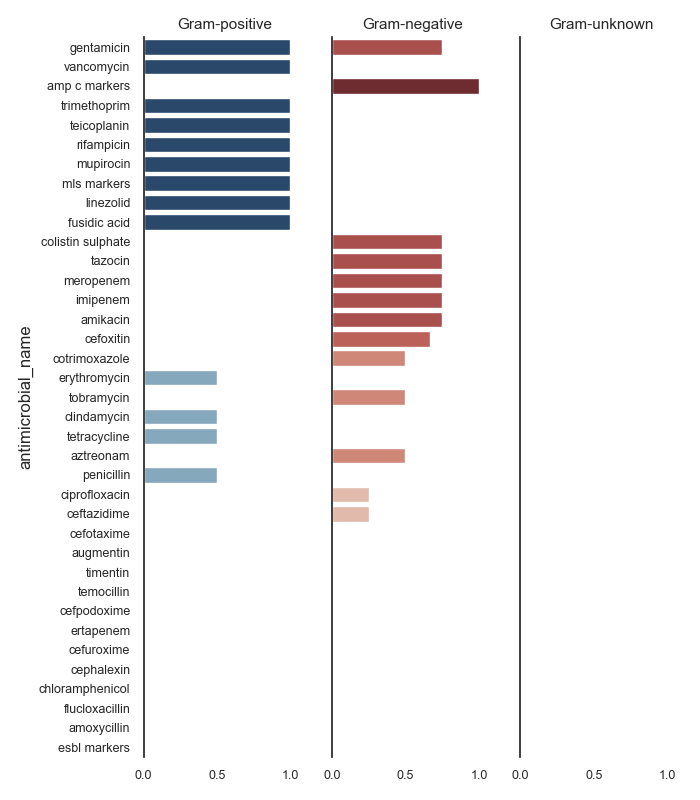 Gram-positive Gram-negative Gram-unknown
gentamicin
vancomycin
amp c markers
trimethoprim
teicoplanin
rifampicin
mupirocin
mls markers
linezolid
fusidic acid
colistin sulphate
tazocin
meropenem
imipenem
amikacin
cefoxitin
cotrimoxazole
erythromycin
tobramycin
clindamycin
tetracycline
aztreonam
penicillin
ciprofloxacin
ceftazidime
cefotaxime
augmentin
timentin
temocillin
cefpodoxime
ertapenem
cefuroxime
cephalexin
chloramphenicol
flucloxacillin
amoxycillin
esbl markers
antimicrobial_name
0.0 0.5 1.0 0.0 0.5 1.0 0.0 0.5 1.0